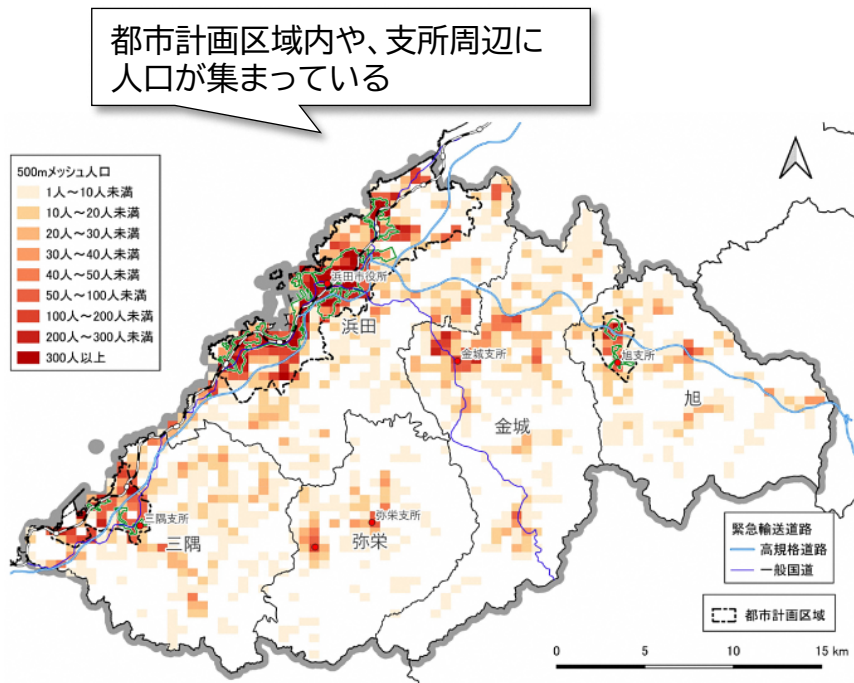 都市計画区域内や、支所周辺に
人口が集まっている
500mメッシュ人口
1人～10人未満
10人～20人未満
20人～30人未満
30人～40人未満
40人～50人未満
50人～100人未満
100人～200人未満
200人～300人未満
300人以上
浜田市役所
浜田
金城支所
旭支所
金城
旭
三隅支所
弥栄支所
三隅
弥栄
緊急輸送道路
高規格道路
一般国道
都市計画区域
0 5 10 15 km